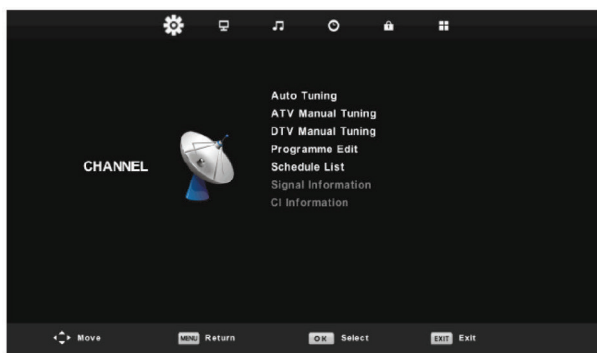 Auto Tuning
ATV Manual Tuning
DTV Manual Tuning
Programme Edit
CHANNEL
Schedule List
Signal Information
CI Information
Move MENU Return OK Select EXIT Exit